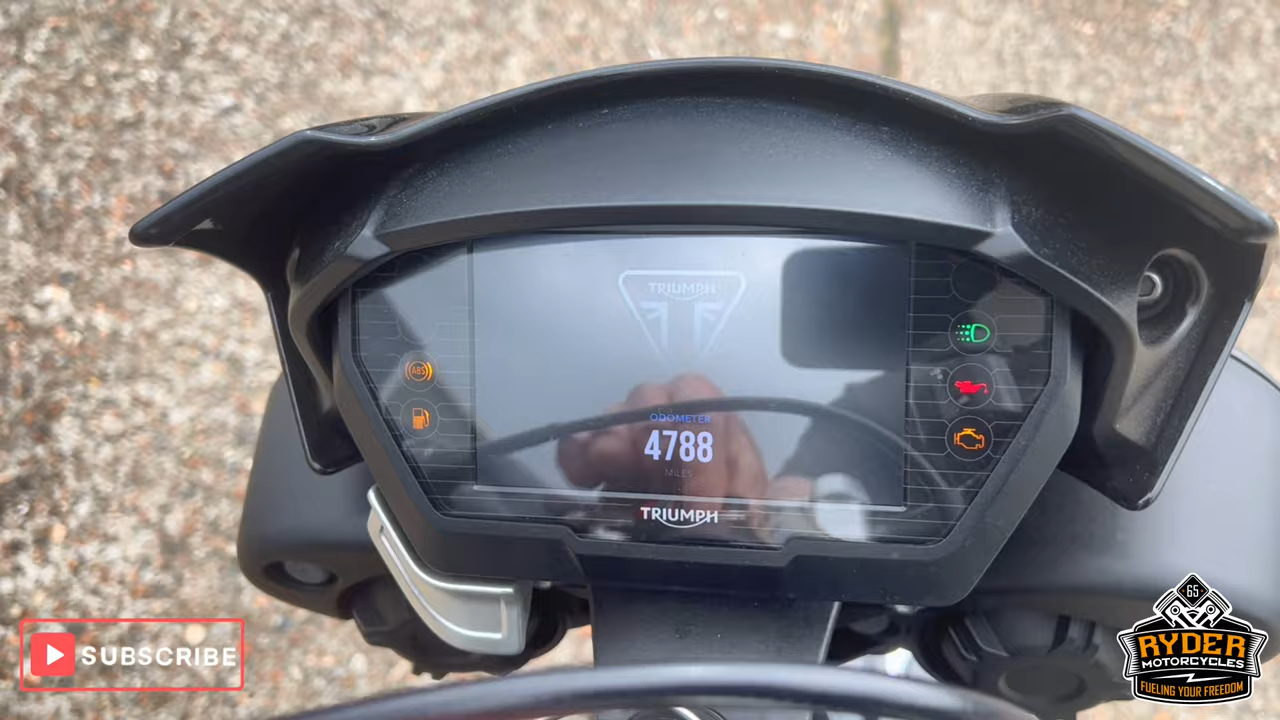 TRIUMPH
ABS
ODOMETER
4788
MILES
TRIUMPH
SUBSCRIBE
65
RYDER
MOTORCYCLES
FUELING YOUR FREEDOM